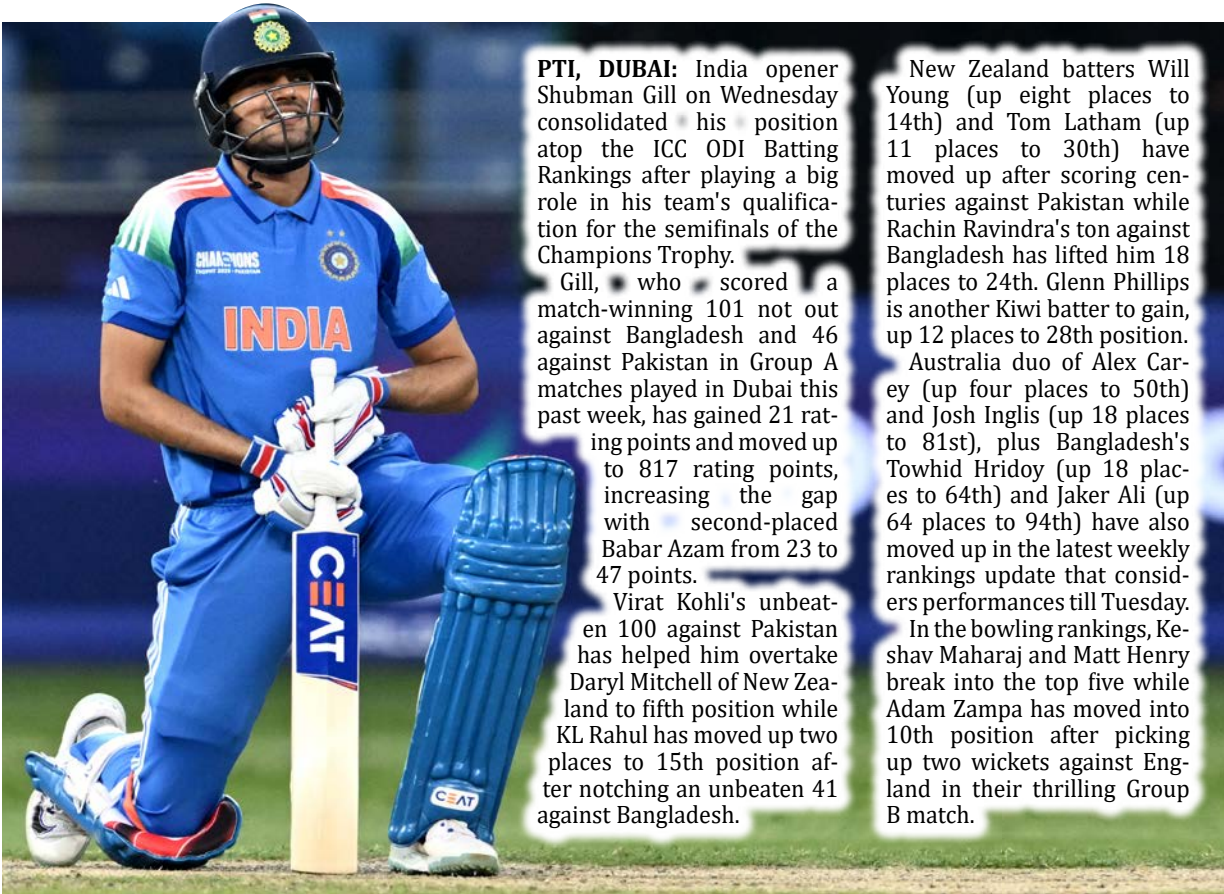 CHAMPIONS
TROPHY 2025 • PAKISTAN
INDIA
CEAT
CEAT
PTI, DUBAI: India opener
Shubman Gill on Wednesday
consolidated his position
atop the ICC ODI Batting
Rankings after playing a big
role in his team's qualifica-
tion for the semifinals of the
Champions Trophy.
Gill, who scored a
match-winning 101 not out
against Bangladesh and 46
against Pakistan in Group A
matches played in Dubai this
past week, has gained 21 rat-
ing points and moved up
to 817 rating points,
increasing the gap
with second-placed
Babar Azam from 23 to
47 points.
Virat Kohli's unbeat-
en 100 against Pakistan
has helped him overtake
Daryl Mitchell of New Zea-
land to fifth position while
KL Rahul has moved up two
places to 15th position af-
ter notching an unbeaten 41
against Bangladesh.
New Zealand batters Will
Young (up eight places to
14th) and Tom Latham (up
11 places to 30th) have
moved up after scoring cen-
turies against Pakistan while
Rachin Ravindra's ton against
Bangladesh has lifted him 18
places to 24th. Glenn Phillips
is another Kiwi batter to gain,
up 12 places to 28th position.
Australia duo of Alex Car-
ey (up four places to 50th)
and Josh Inglis (up 18 places
to 81st), plus Bangladesh's
Towhid Hridoy (up 18 plac-
es to 64th) and Jaker Ali (up
64 places to 94th) have also
moved up in the latest weekly
rankings update that consid-
ers performances till Tuesday.
In the bowling rankings, Ke-
shav Maharaj and Matt Henry
break into the top five while
Adam Zampa has moved into
10th position after picking
up two wickets against Eng-
land in their thrilling Group
B match.